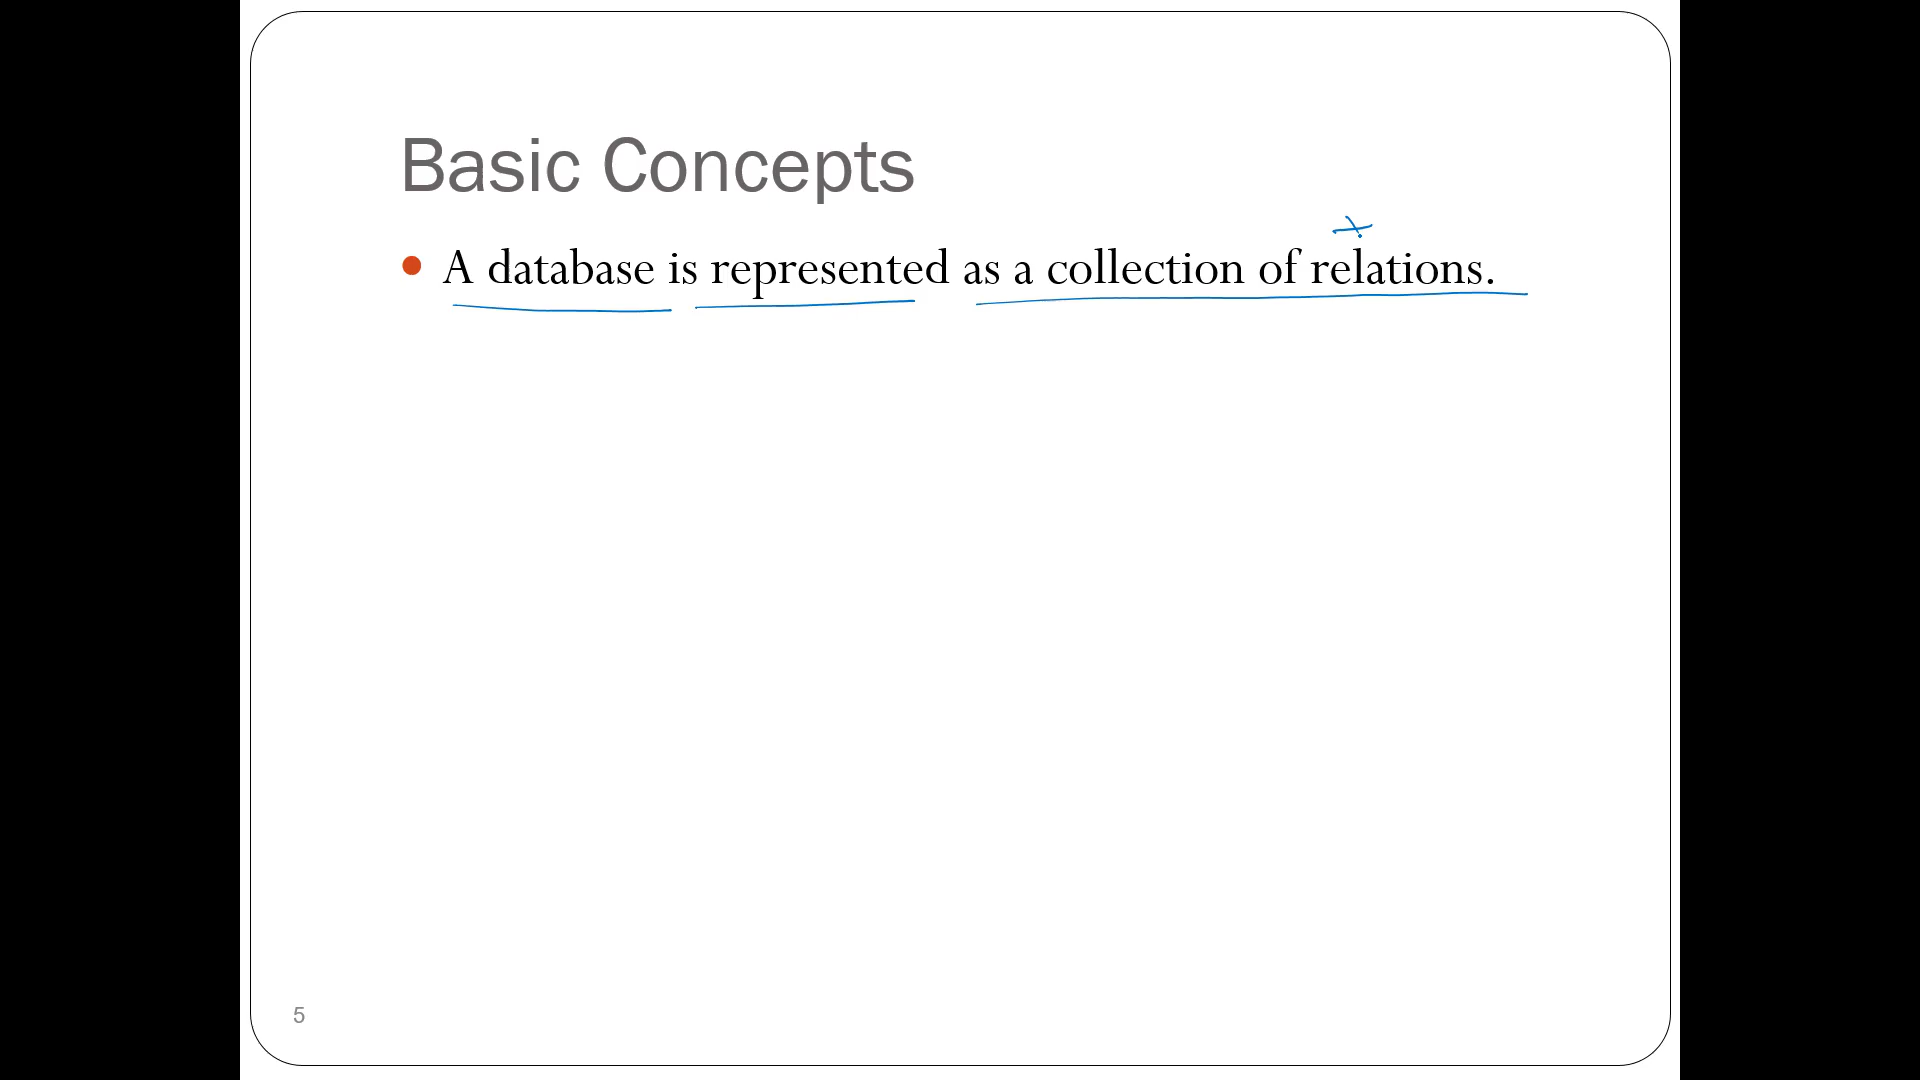 Basic Concepts
A database is represented as a collection of relations.
5